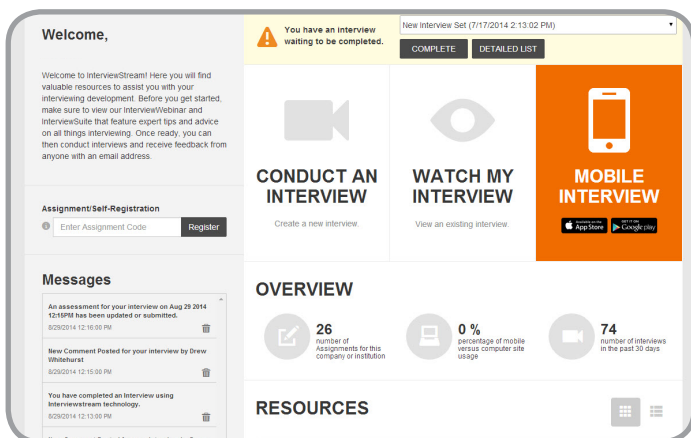 Welcome,
Welcome to InterviewStream! Here you will find
valuable resources to assist you with your
interviewing development. Before you get started,
make sure to view our InterviewWebinar and
InterviewSuite that feature expert tips and advice
on all things interviewing. Once ready, you can
then conduct interviews and receive feedback from
anyone with an email address.
Assignment/Self-Registration
Enter Assignment Code
Register
Messages
An assessment for your interview on Aug 29 2014
12:15PM has been updated or submitted.
8/29/2014 12:16:00 PM
New Comment Posted for your interview by Drew
Whitehurst
8/29/2014 12:15:00 PM
You have completed an Interview using
Interviewstream technology.
8/29/2014 12:13:00 PM
You have an interview
waiting to be completed.
New Interview Set (7/17/2014 2:13:02 PM)
COMPLETE
DETAILED LIST
CONDUCT AN
INTERVIEW
Create a new interview.
WATCH MY
INTERVIEW
View an existing interview.
MOBILE
INTERVIEW
Available on the
App Store
GET IT ON
Google play
OVERVIEW
26
number of
Assignments for this
company or institution
0 %
percentage of mobile
versus computer site
usage
74
number of interviews
in the past 30 days
RESOURCES